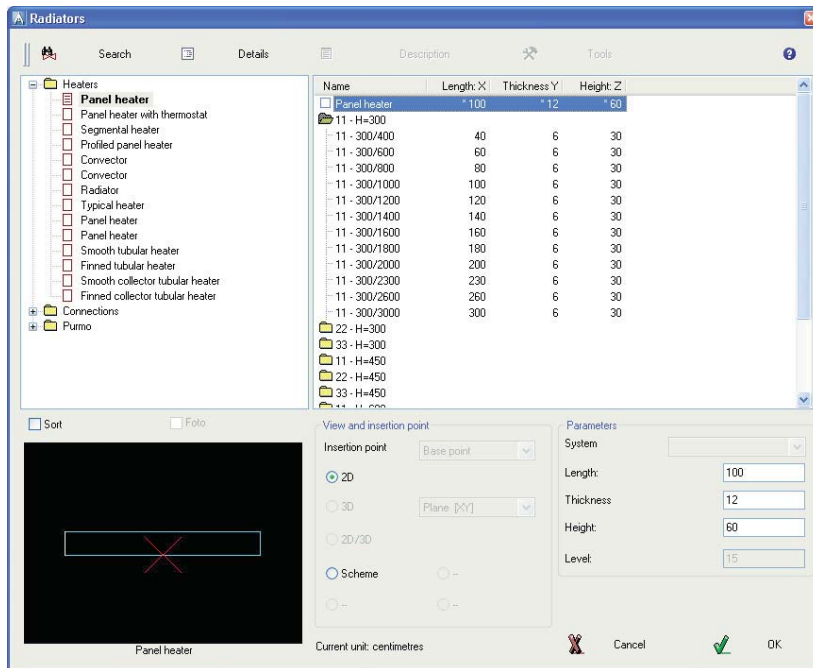 Radiators
Search Details Description Tools
Heaters
Panel heater
Panel heater with thermostat
Segmental heater
Profiled panel heater
Convector
Convector
Radiator
Typical heater
Panel heater
Panel heater
Smooth tubular heater
Finned tubular heater
Smooth collector tubular heater
Finned collector tubular heater
Connections
Purmo
Name Length: X Thickness Y Height: Z
Panel heater * 100 * 12 * 60
11 - H=300
11 - 300/400 40 6 30
11 - 300/600 60 6 30
11 - 300/800 80 6 30
11 - 300/1000 100 6 30
11 - 300/1200 120 6 30
11 - 300/1400 140 6 30
11 - 300/1600 160 6 30
11 - 300/1800 180 6 30
11 - 300/2000 200 6 30
11 - 300/2300 230 6 30
11 - 300/2600 260 6 30
11 - 300/3000 300 6 30
22 - H=300
33 - H=300
11 - H=450
22 - H=450
33 - H=450
Sort Foto
Panel heater
View and insertion point
Insertion point Base point
2D
3D Plane [XY]
2D/3D
Scheme --
-- --
Current unit: centimetres
Parameters
System
Length: 100
Thickness 12
Height: 60
Level: 15
Cancel OK